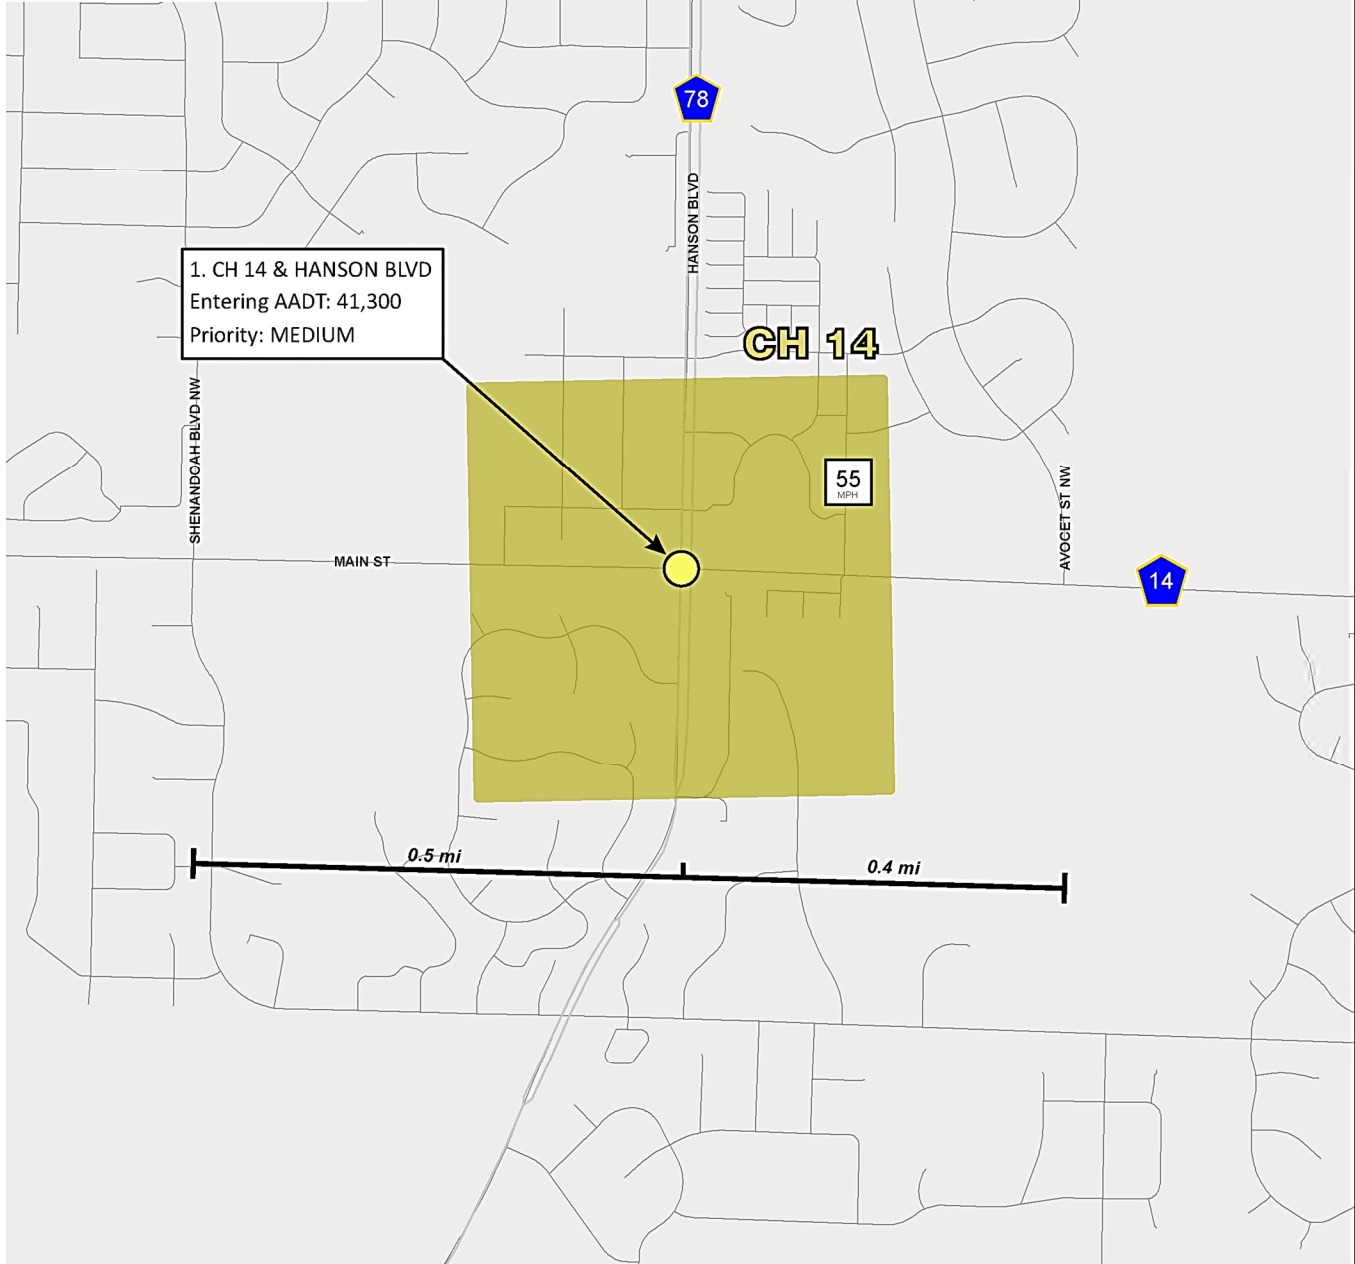 78
HANSON BLVD
1. CH 14 & HANSON BLVD
Entering AADT: 41,300
Priority: MEDIUM
CH 14
SHENANDOAH BLVD NW
55
MPH
AVOCET ST NW
MAIN ST
14
0.5 mi
0.4 mi